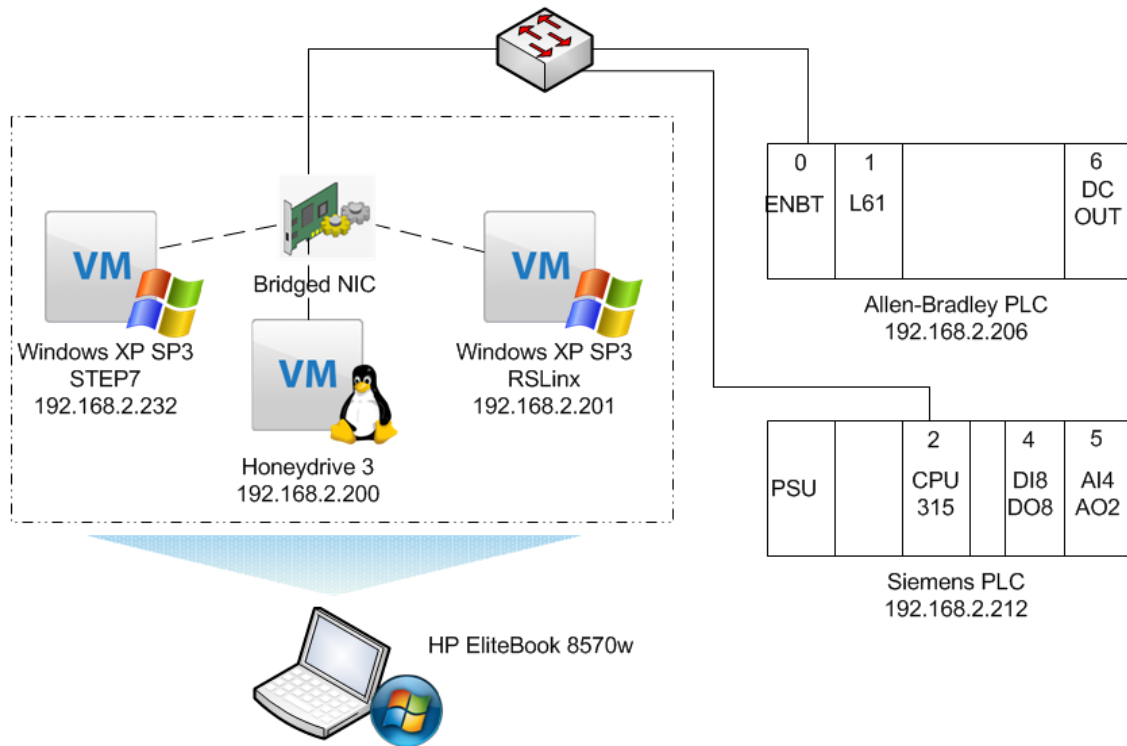 Bridged NIC
VM
Windows XP SP3
STEP7
192.168.2.232
VM
Honeydrive 3
192.168.2.200
VM
Windows XP SP3
RSLinx
192.168.2.201
0
ENBT
1
L61
6
DC
OUT
Allen-Bradley PLC
192.168.2.206
PSU
2
CPU
315
4
DI8
DO8
5
AI4
AO2
Siemens PLC
192.168.2.212
HP EliteBook 8570w